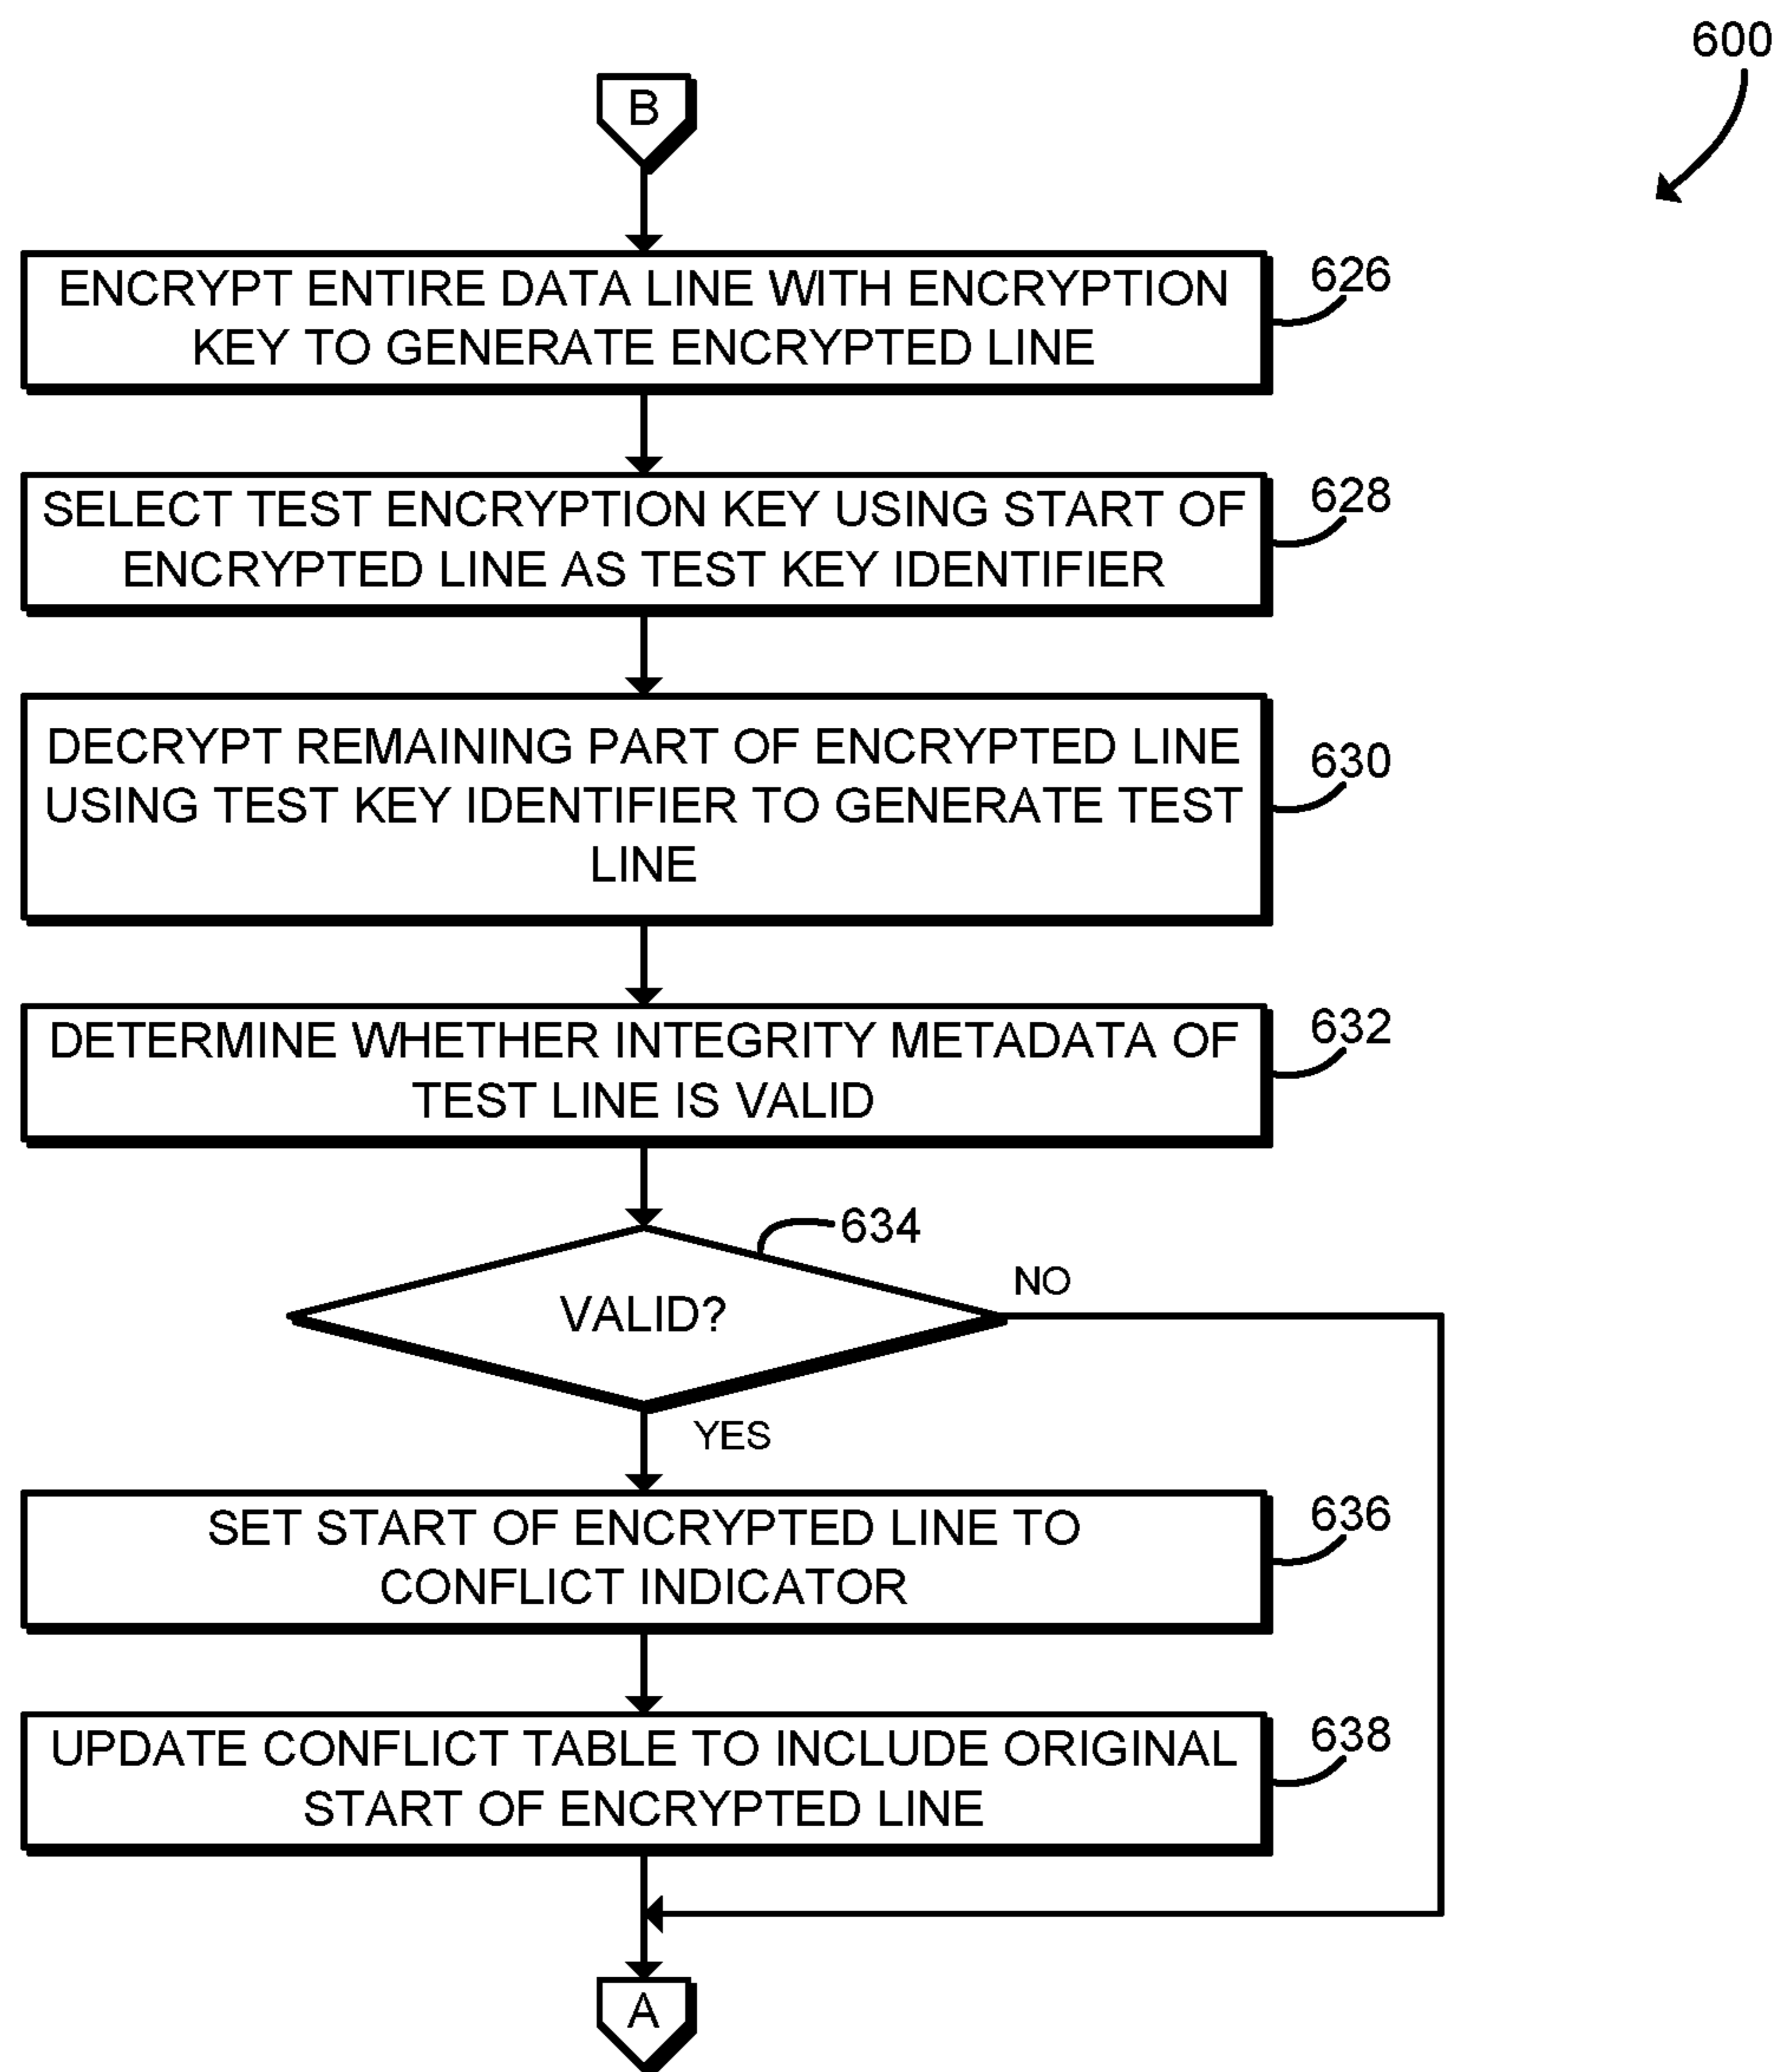 600
B
ENCRYPT ENTIRE DATA LINE WITH ENCRYPTION
KEY TO GENERATE ENCRYPTED LINE
626
SELECT TEST ENCRYPTION KEY USING START OF
ENCRYPTED LINE AS TEST KEY IDENTIFIER
628
DECRYPT REMAINING PART OF ENCRYPTED LINE
USING TEST KEY IDENTIFIER TO GENERATE TEST
LINE
630
DETERMINE WHETHER INTEGRITY METADATA OF
TEST LINE IS VALID
632
634
VALID?
NO
YES
SET START OF ENCRYPTED LINE TO
CONFLICT INDICATOR
636
UPDATE CONFLICT TABLE TO INCLUDE ORIGINAL
START OF ENCRYPTED LINE
638
A